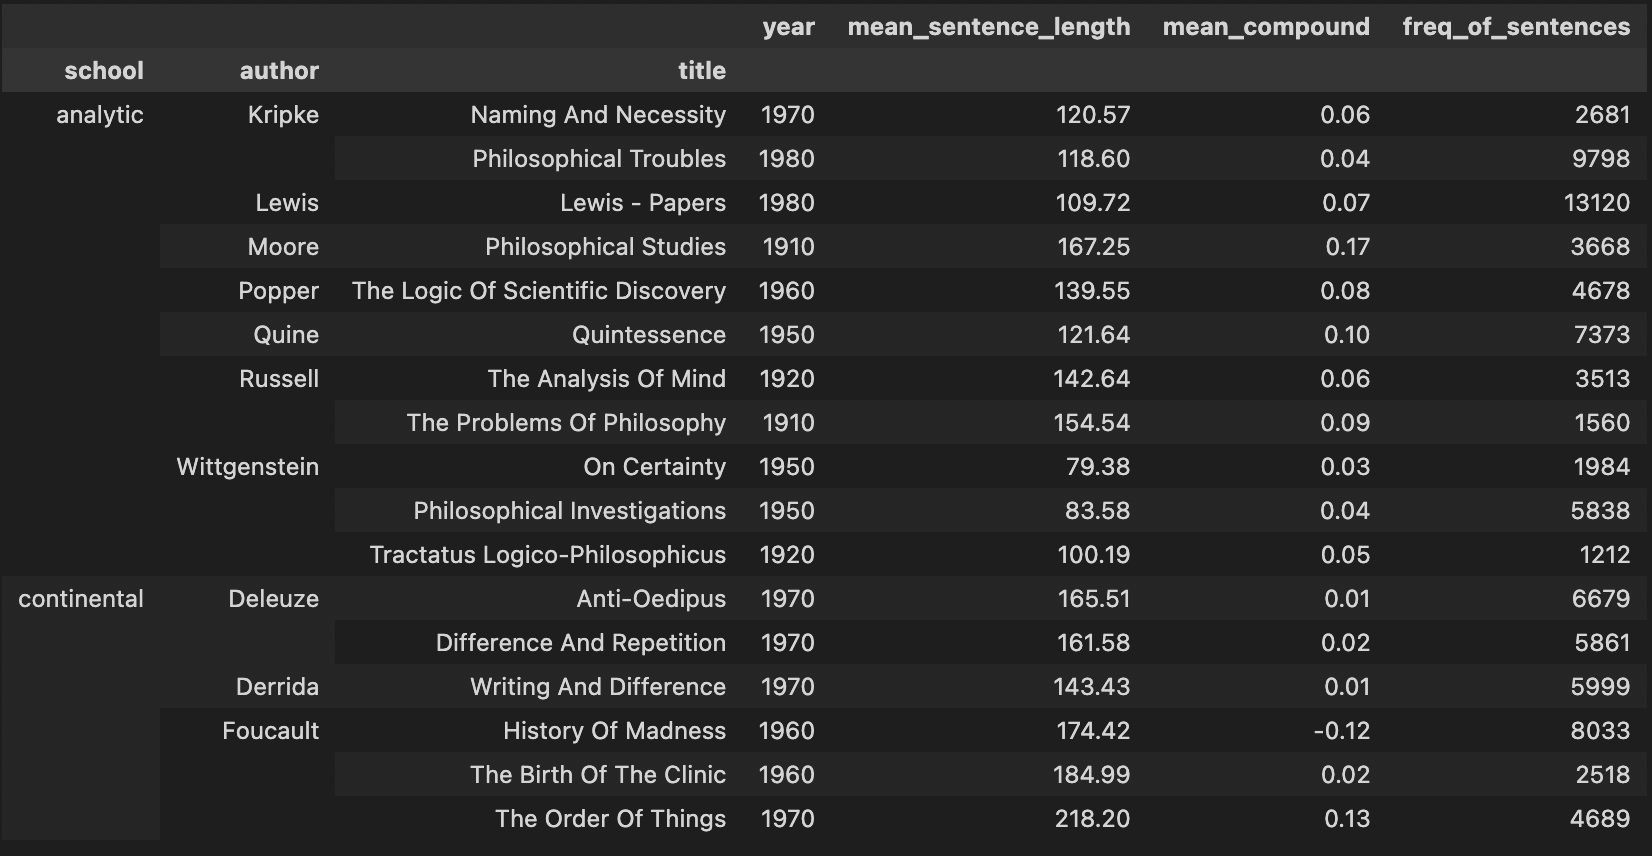 year mean_sentence_length mean_compound freq_of_sentences
school author title
analytic Kripke Naming And Necessity 1970 120.57 0.06 2681
Philosophical Troubles 1980 118.60 0.04 9798
Lewis Lewis - Papers 1980 109.72 0.07 13120
Moore Philosophical Studies 1910 167.25 0.17 3668
Popper The Logic Of Scientific Discovery 1960 139.55 0.08 4678
Quine Quintessence 1950 121.64 0.10 7373
Russell The Analysis Of Mind 1920 142.64 0.06 3513
The Problems Of Philosophy 1910 154.54 0.09 1560
Wittgenstein On Certainty 1950 79.38 0.03 1984
Philosophical Investigations 1950 83.58 0.04 5838
Tractatus Logico-Philosophicus 1920 100.19 0.05 1212
continental Deleuze Anti-Oedipus 1970 165.51 0.01 6679
Difference And Repetition 1970 161.58 0.02 5861
Derrida Writing And Difference 1970 143.43 0.01 5999
Foucault History Of Madness 1960 174.42 -0.12 8033
The Birth Of The Clinic 1960 184.99 0.02 2518
The Order Of Things 1970 218.20 0.13 4689